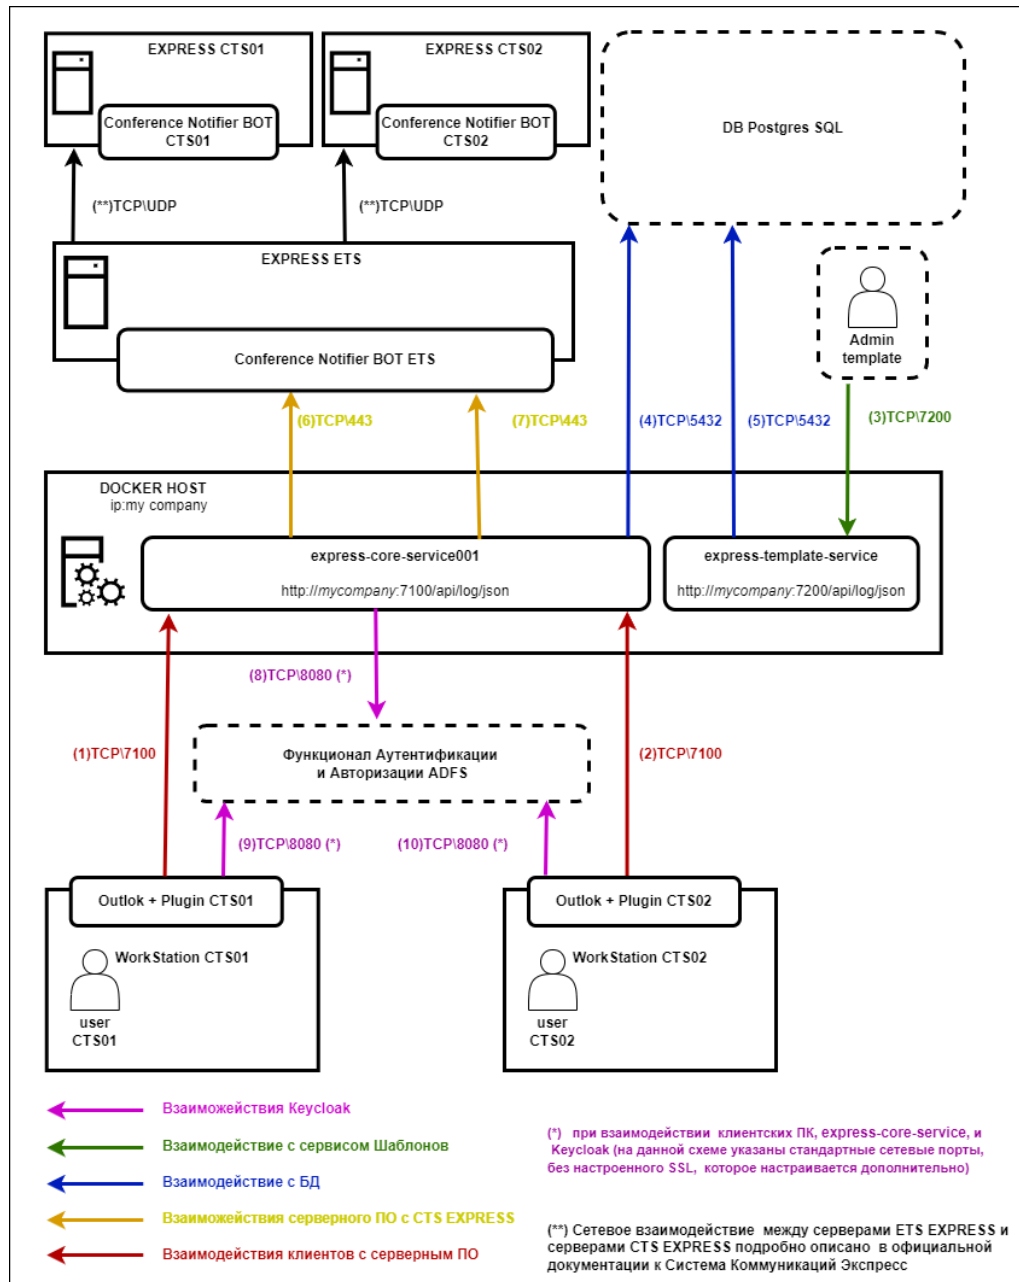 EXPRESS CTS01
Conference Notifier BOT
CTS01
EXPRESS CTS02
Conference Notifier BOT
CTS02
DB Postgres SQL
(**)TCP\UDP
(**)TCP\UDP
EXPRESS ETS
Conference Notifier BOT ETS
Admin
template
(6)TCP\443
(7)TCP\443
(4)TCP\5432
(5)TCP\5432
(3)TCP\7200
DOCKER HOST
ip:my company
express-core-service001
http://mycompany:7100/api/log/json
express-template-service
http://mycompany:7200/api/log/json
(8)TCP\8080 (*)
(1)TCP\7100
Функционал Аутентификации
и Авторизации ADFS
(2)TCP\7100
(9)TCP\8080 (*)
(10)TCP\8080 (*)
Outlok + Plugin CTS01
WorkStation CTS01
user
CTS01
Outlok + Plugin CTS02
WorkStation CTS02
user
CTS02
Взаиможействия Keycloak
Взаимодействие с сервисом Шаблонов
Взаимодействие с БД
Взаиможействия серверного ПО с CTS EXPRESS
Взаимодействия клиентов с серверным ПО
(*) при взаимодействии клиентских ПК, express-core-service, и
Keycloak (на данной схеме указаны стандартные сетевые порты,
без настроенного SSL, которое настраивается дополнительно)
(**) Сетевое взаимодействие между серверами ETS EXPRESS и
серверами CTS EXPRESS подробно описано в официальной
документации к Система Коммуникаций Экспресс